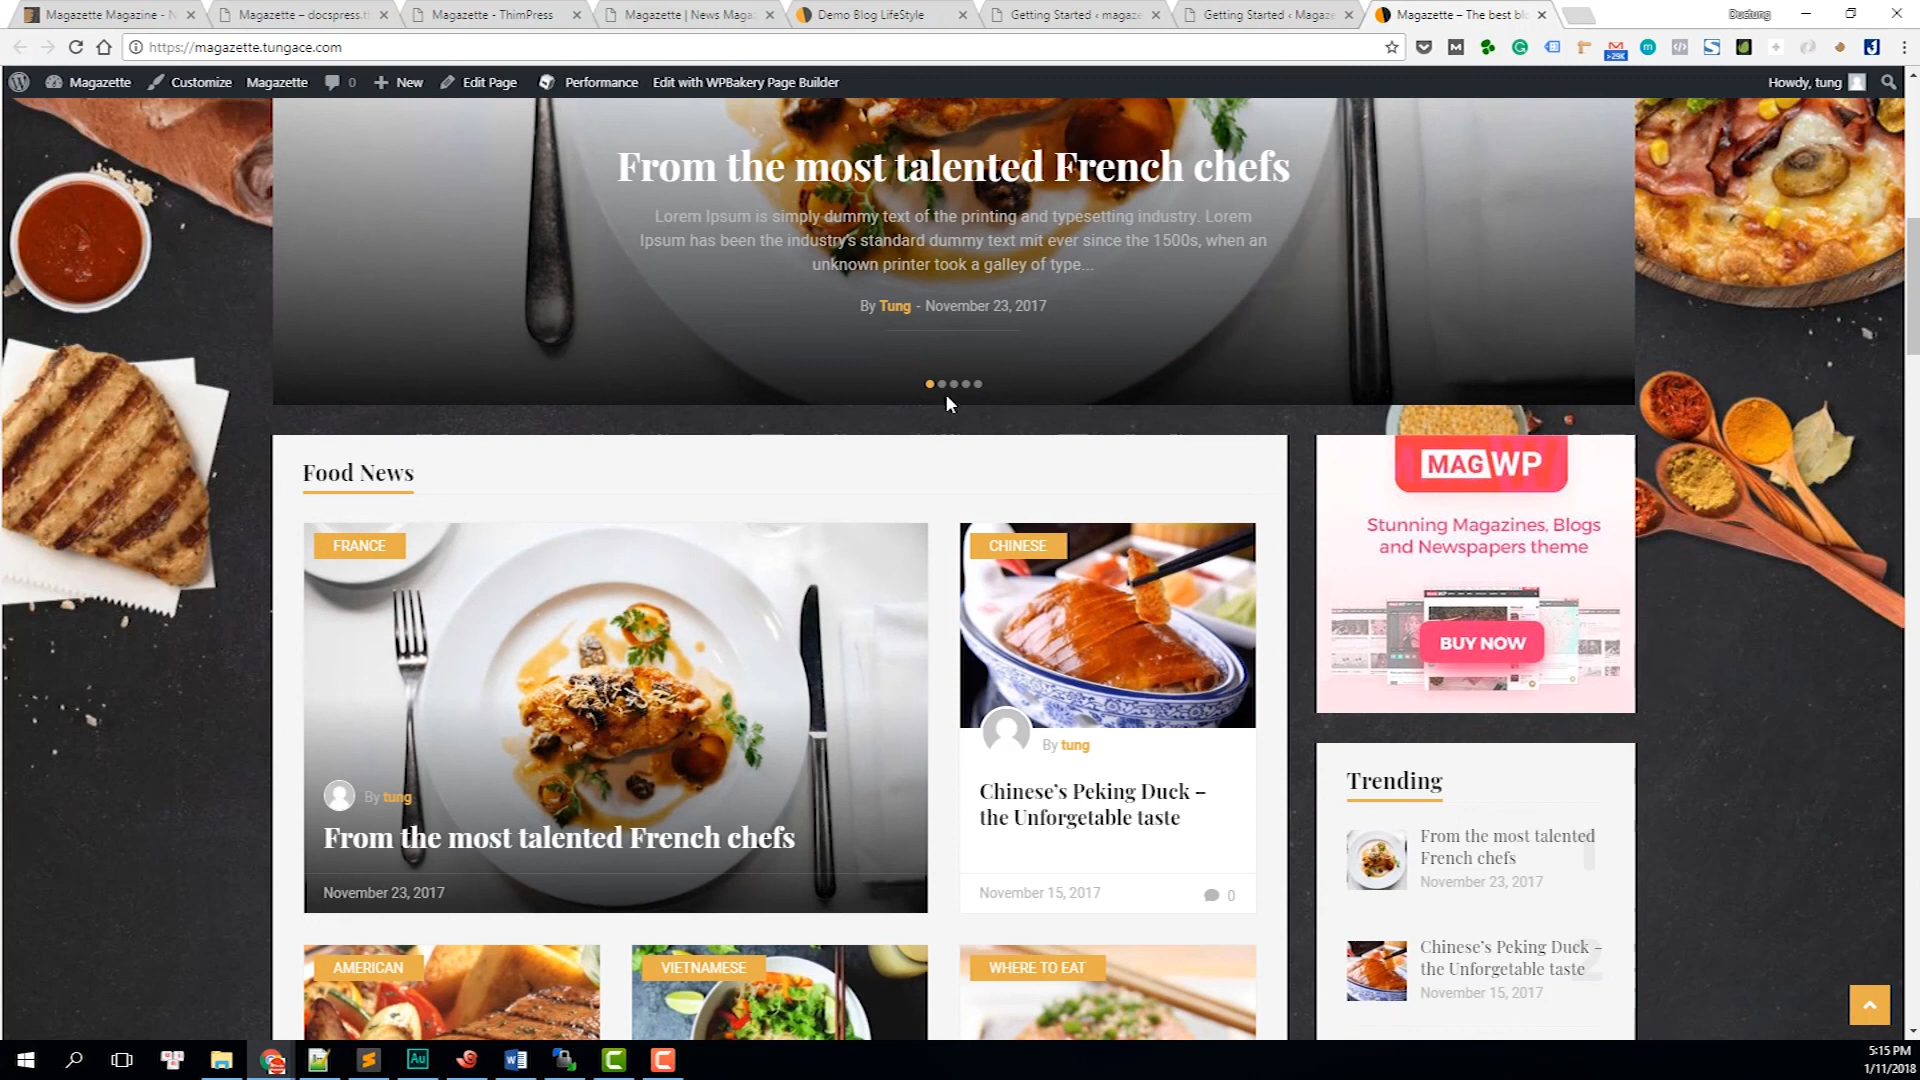 Magazette Magazine - N
Magazette – docspress.t
Magazette - ThimPress
Magazette | News Maga
Demo Blog LifeStyle
Getting Started ‹ magaze
Getting Started ‹ Magaze
Magazette – The best bl
Ductung
https://magazette.tungace.com
M
G
m
>29K
S
Magazette
Customize
Magazette
0
New
Edit Page
Performance
Edit with WPBakery Page Builder
Howdy, tung
From the most talented French chefs
Lorem Ipsum is simply dummy text of the printing and typesetting industry. Lorem
Ipsum has been the industry's standard dummy text mit ever since the 1500s, when an
unknown printer took a galley of type...
By Tung - November 23, 2017
Food News
FRANCE
By tung
From the most talented French chefs
November 23, 2017
CHINESE
By tung
Chinese’s Peking Duck –
the Unforgetable taste
November 15, 2017
0
AMERICAN
VIETNAMESE
WHERE TO EAT
MAGWP
Stunning Magazines, Blogs
and Newspapers theme
BUY NOW
Trending
From the most talented
French chefs
November 23, 2017
1
Chinese’s Peking Duck –
the Unforgetable taste
November 15, 2017
2
Au
5:15 PM
1/11/2018